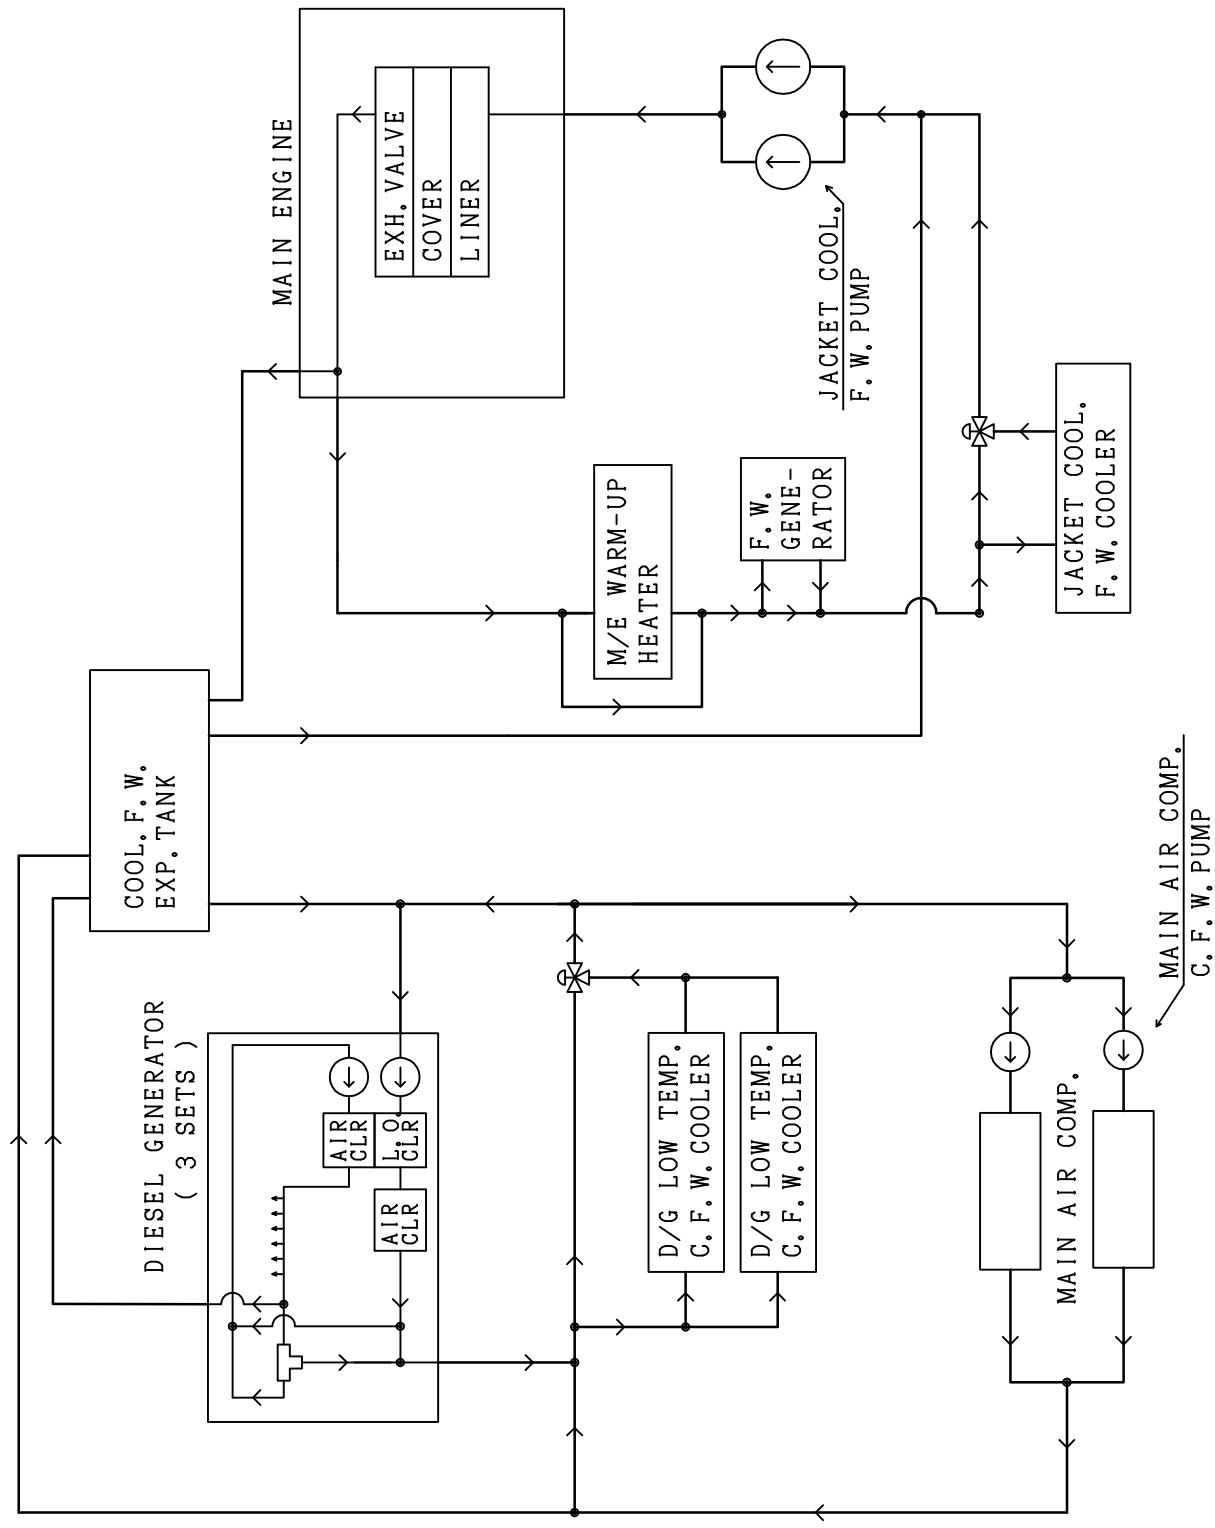 MAIN ENGINE
EXH. VALVE
COVER
LINER
JACKET COOL.
F. W. PUMP
M/E WARM-UP
HEATER
F. W.
GENE-
RATOR
JACKET COOL.
F. W. COOLER
COOL. F. W.
EXP. TANK
DIESEL GENERATOR
( 3 SETS )
AIR
CLR
L.O.
CLR
AIR
CLR
D/G LOW TEMP.
C. F. W. COOLER
D/G LOW TEMP.
C. F. W. COOLER
MAIN AIR COMP.
MAIN AIR COMP.
C. F. W. PUMP